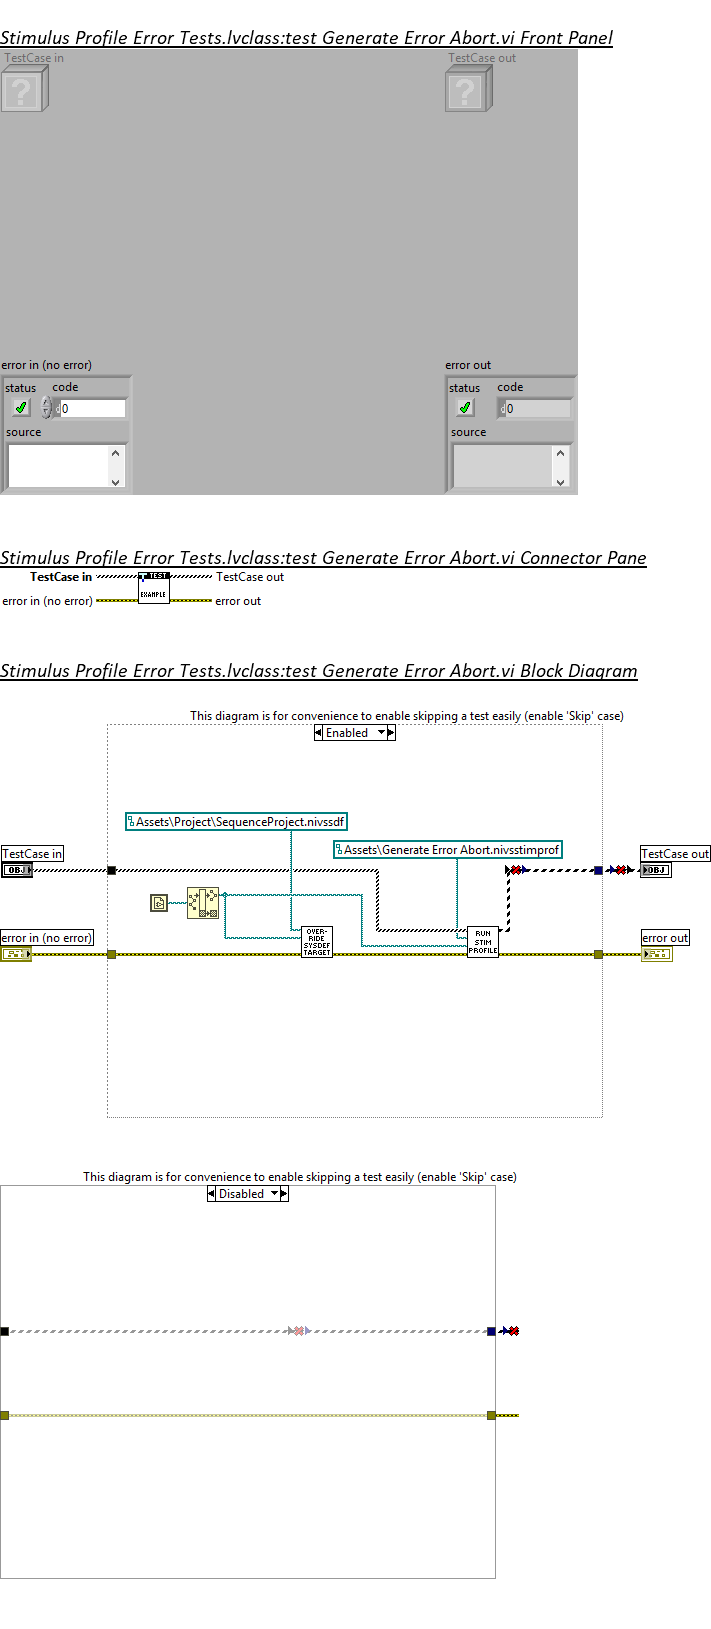 Stimulus Profile Error Tests.lvclass:test Generate Error Abort.vi Front Panel
TestCase in
TestCase out
?
?
error in (no error)
error out
status code
status code
d0
d0
source
source
Stimulus Profile Error Tests.lvclass:test Generate Error Abort.vi Connector Pane
TestCase in
TEST
TestCase out
error in (no error)
EXAMPLE
error out
Stimulus Profile Error Tests.lvclass:test Generate Error Abort.vi Block Diagram
This diagram is for convenience to enable skipping a test easily (enable 'Skip' case)
Enabled
Assets\Project\SequenceProject.nivssdf
Assets\Generate Error Abort.nivsstimprof
TestCase in
TestCase out
OBJ
OBJ
error in (no error)
error out
OVER-
RIDE
SYSDEF
TARGET
RUN
STIM
PROFILE
This diagram is for convenience to enable skipping a test easily (enable 'Skip' case)
Disabled